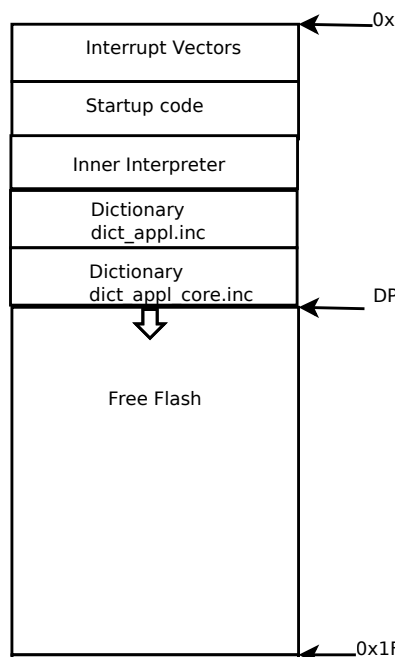 0x
Interrupt Vectors
Startup code
Inner Interpreter
Dictionary
dict_appl.inc
Dictionary
dict_appl_core.inc
DP
Free Flash
0x1F